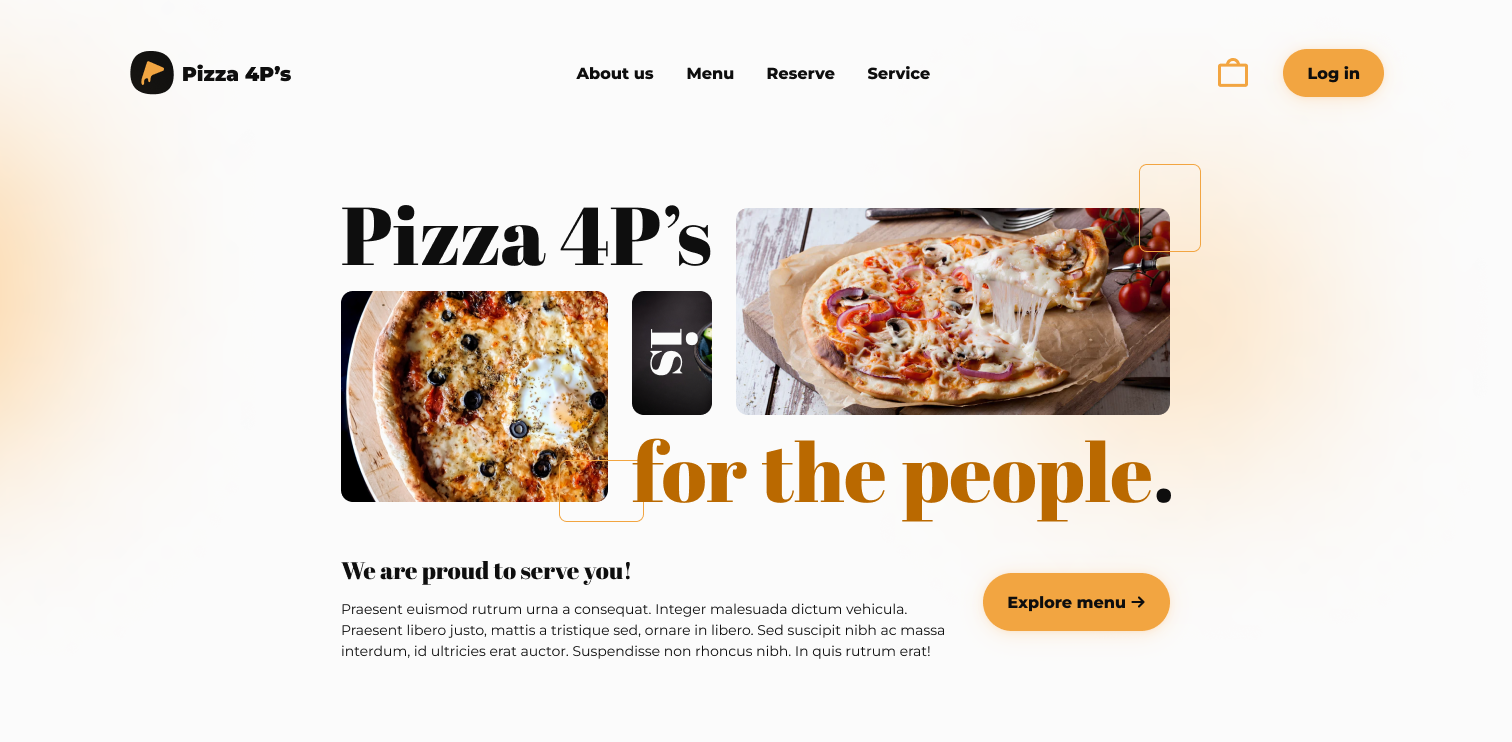 Pizza 4P’s
About us
Menu
Reserve
Service
Log in
Pizza 4P’s
is
for the people.
We are proud to serve you!
Praesent euismod rutrum urna a consequat. Integer malesuada dictum vehicula.
Praesent libero justo, mattis a tristique sed, ornare in libero. Sed suscipit nibh ac massa
interdum, id ultricies erat auctor. Suspendisse non rhoncus nibh. In quis rutrum erat!
Explore menu →